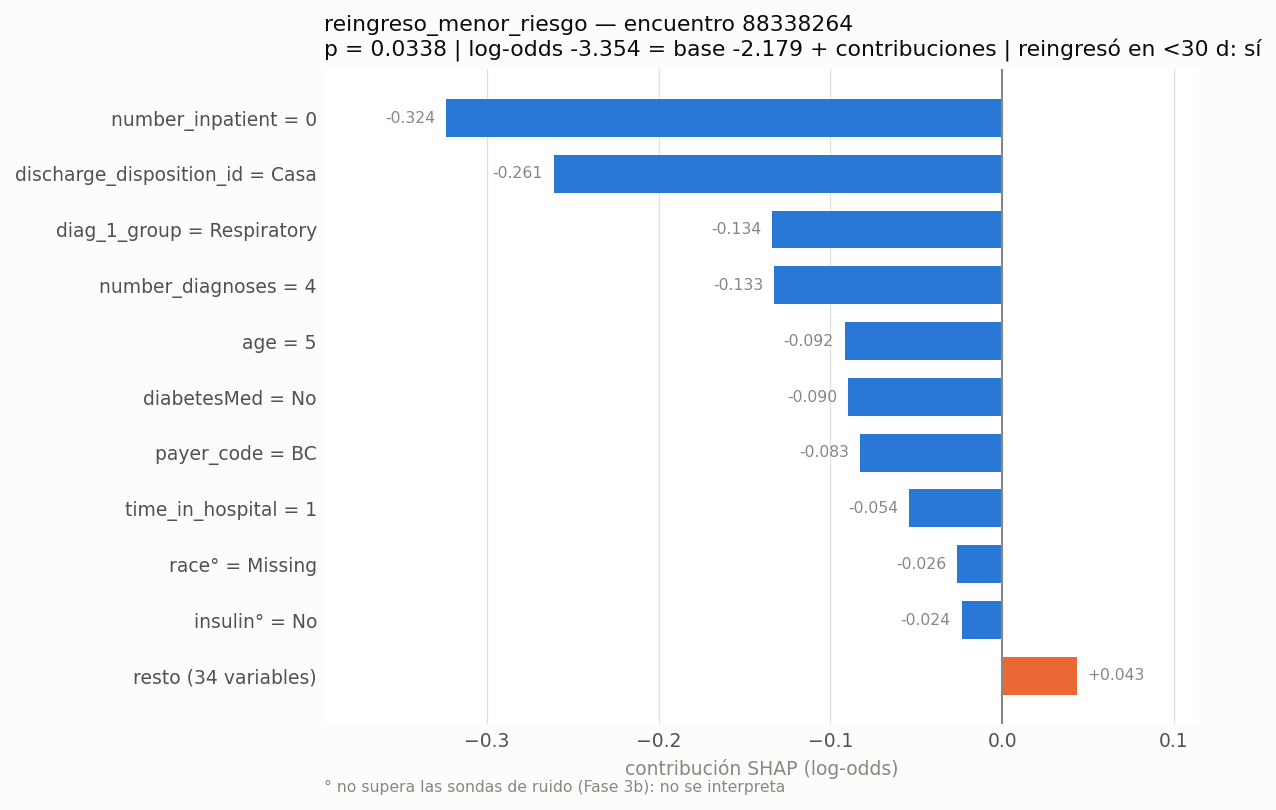 reingreso_menor_riesgo — encuentro 88338264
p = 0.0338 | log-odds -3.354 = base -2.179 + contribuciones | reingresó en <30 d: sí
number_inpatient = 0
-0.324
discharge_disposition_id = Casa
-0.261
diag_1_group = Respiratory
-0.134
number_diagnoses = 4
-0.133
age = 5
-0.092
diabetesMed = No
-0.090
payer_code = BC
-0.083
time_in_hospital = 1
-0.054
race° = Missing
-0.026
insulin° = No
-0.024
resto (34 variables)
+0.043
−0.3 −0.2 −0.1 0.0 0.1
contribución SHAP (log-odds)
° no supera las sondas de ruido (Fase 3b): no se interpreta